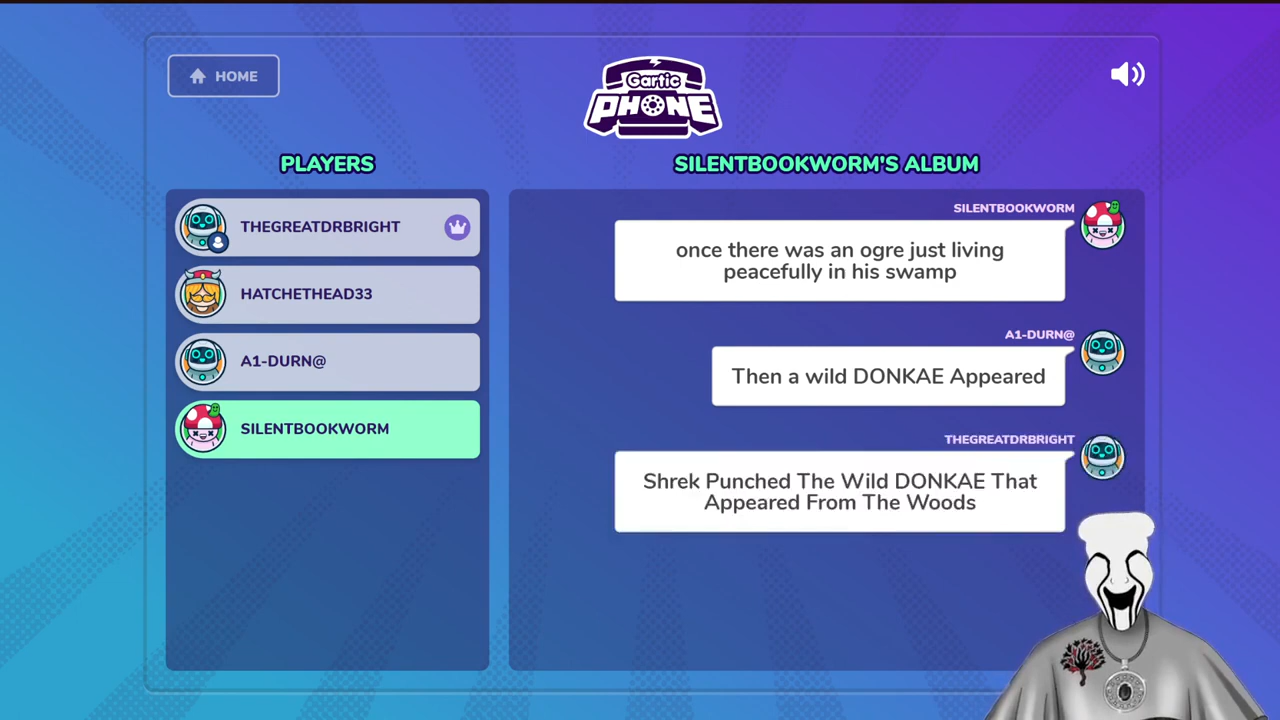 HOME
Gartic
PHONE
PLAYERS
SILENTBOOKWORM'S ALBUM
THEGREATDRBRIGHT
HATCHETHEAD33
A1-DURN@
SILENTBOOKWORM
SILENTBOOKWORM
once there was an ogre just living
peacefully in his swamp
A1-DURN@
Then a wild DONKAE Appeared
THEGREATDRBRIGHT
Shrek Punched The Wild DONKAE That
Appeared From The Woods